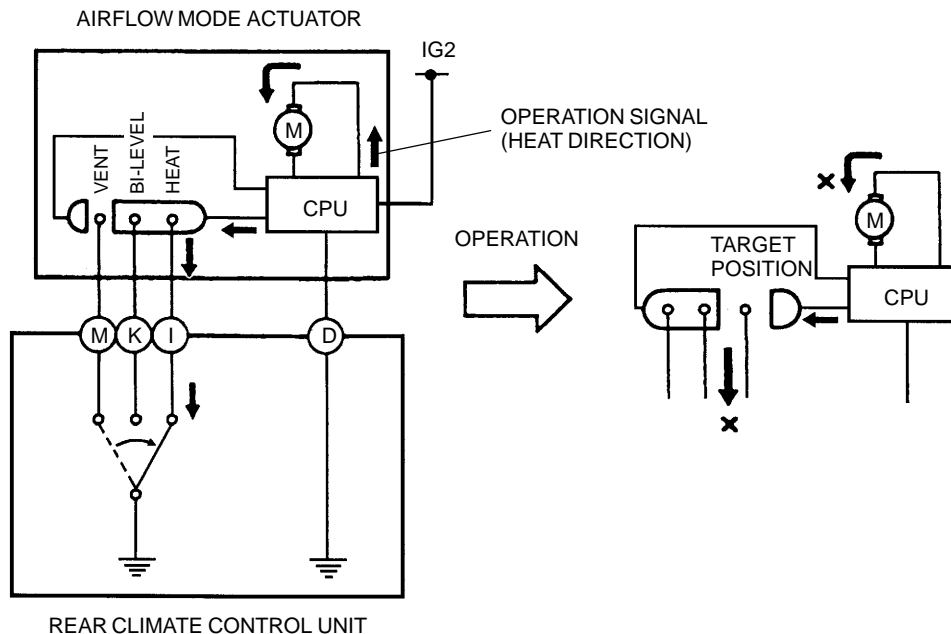 AIRFLOW MODE ACTUATOR
IG2
OPERATION SIGNAL
(HEAT DIRECTION)
M
VENT
BI-LEVEL
HEAT
CPU
OPERATION
TARGET
POSITION
M
CPU
M K I D
REAR CLIMATE CONTROL UNIT